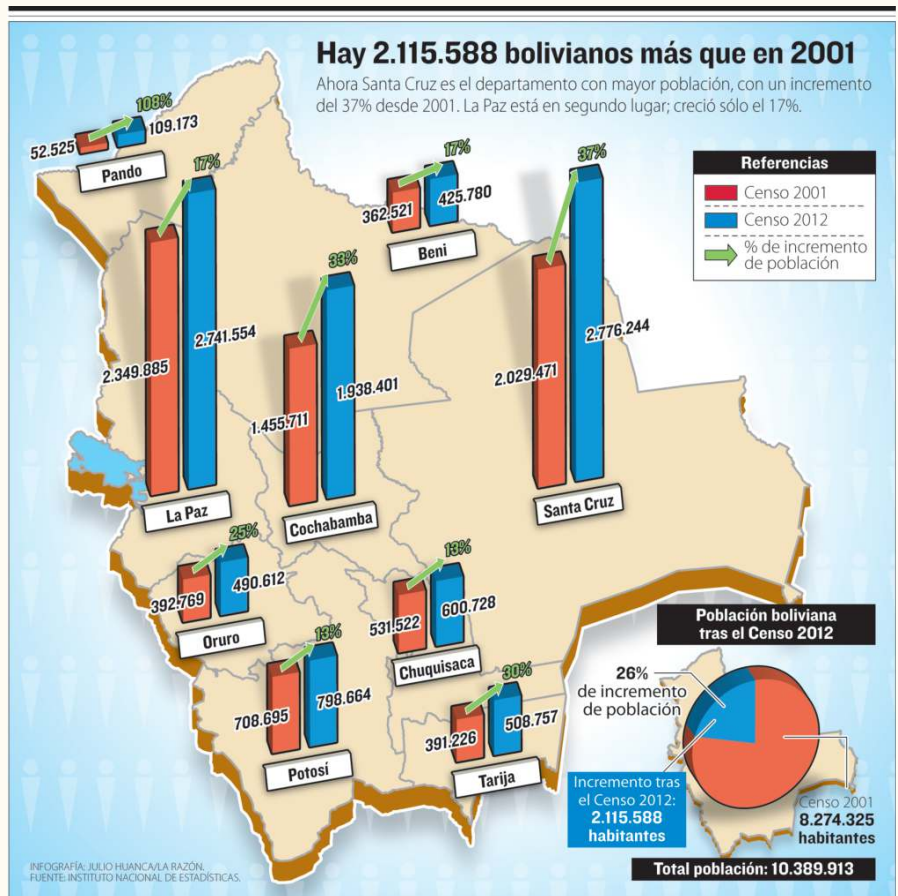 Hay 2.115.588 bolivianos más que en 2001
Ahora Santa Cruz es el departamento con mayor población, con un incremento
del 37% desde 2001. La Paz está en segundo lugar; creció sólo el 17%.
Referencias
Censo 2001
Censo 2012
% de incremento
de población
108%
52.525
109.173
Pando
17%
2.349.885
2.741.554
La Paz
17%
362.521
425.780
Beni
33%
1.455.711
1.938.401
Cochabamba
37%
2.029.471
2.776.244
Santa Cruz
25%
392.769
490.612
Oruro
13%
531.522
600.728
Chuquisaca
13%
708.695
798.664
Potosí
30%
391.226
508.757
Tarija
Población boliviana
tras el Censo 2012
26%
de incremento
de población
Incremento tras
el Censo 2012:
2.115.588
habitantes
Censo 2001
8.274.325
habitantes
Total población: 10.389.913
INFOGRAFÍA: JULIO HUANCA/LA RAZÓN.
FUENTE: INSTITUTO NACIONAL DE ESTADÍSTICAS.